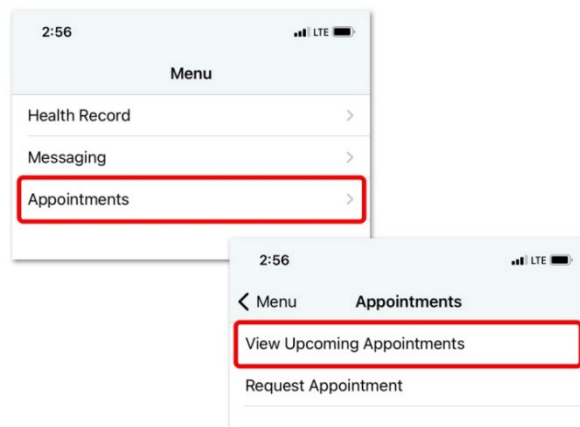 2:56 LTE
Menu
Health Record
Messaging
Appointments
2:56 LTE
Menu Appointments
View Upcoming Appointments
Request Appointment